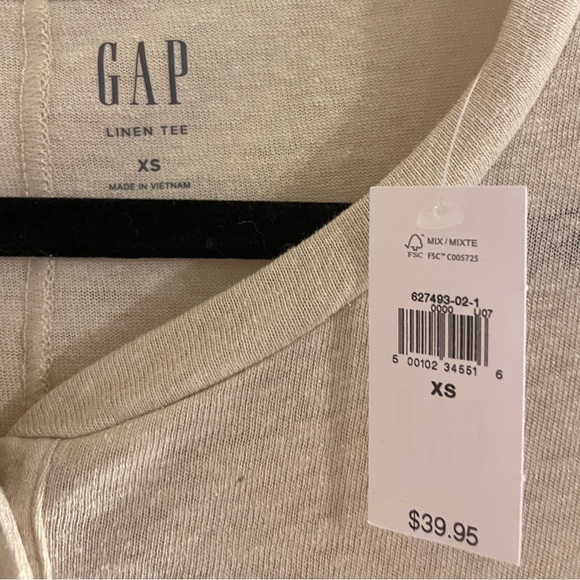 GAP
LINEN TEE
XS
MADE IN VIETNAM
FSC
MIX / MIXTE
FSC™ C005725
627493-02-1
0000 U07
5 00102 34551 6
XS
$39.95